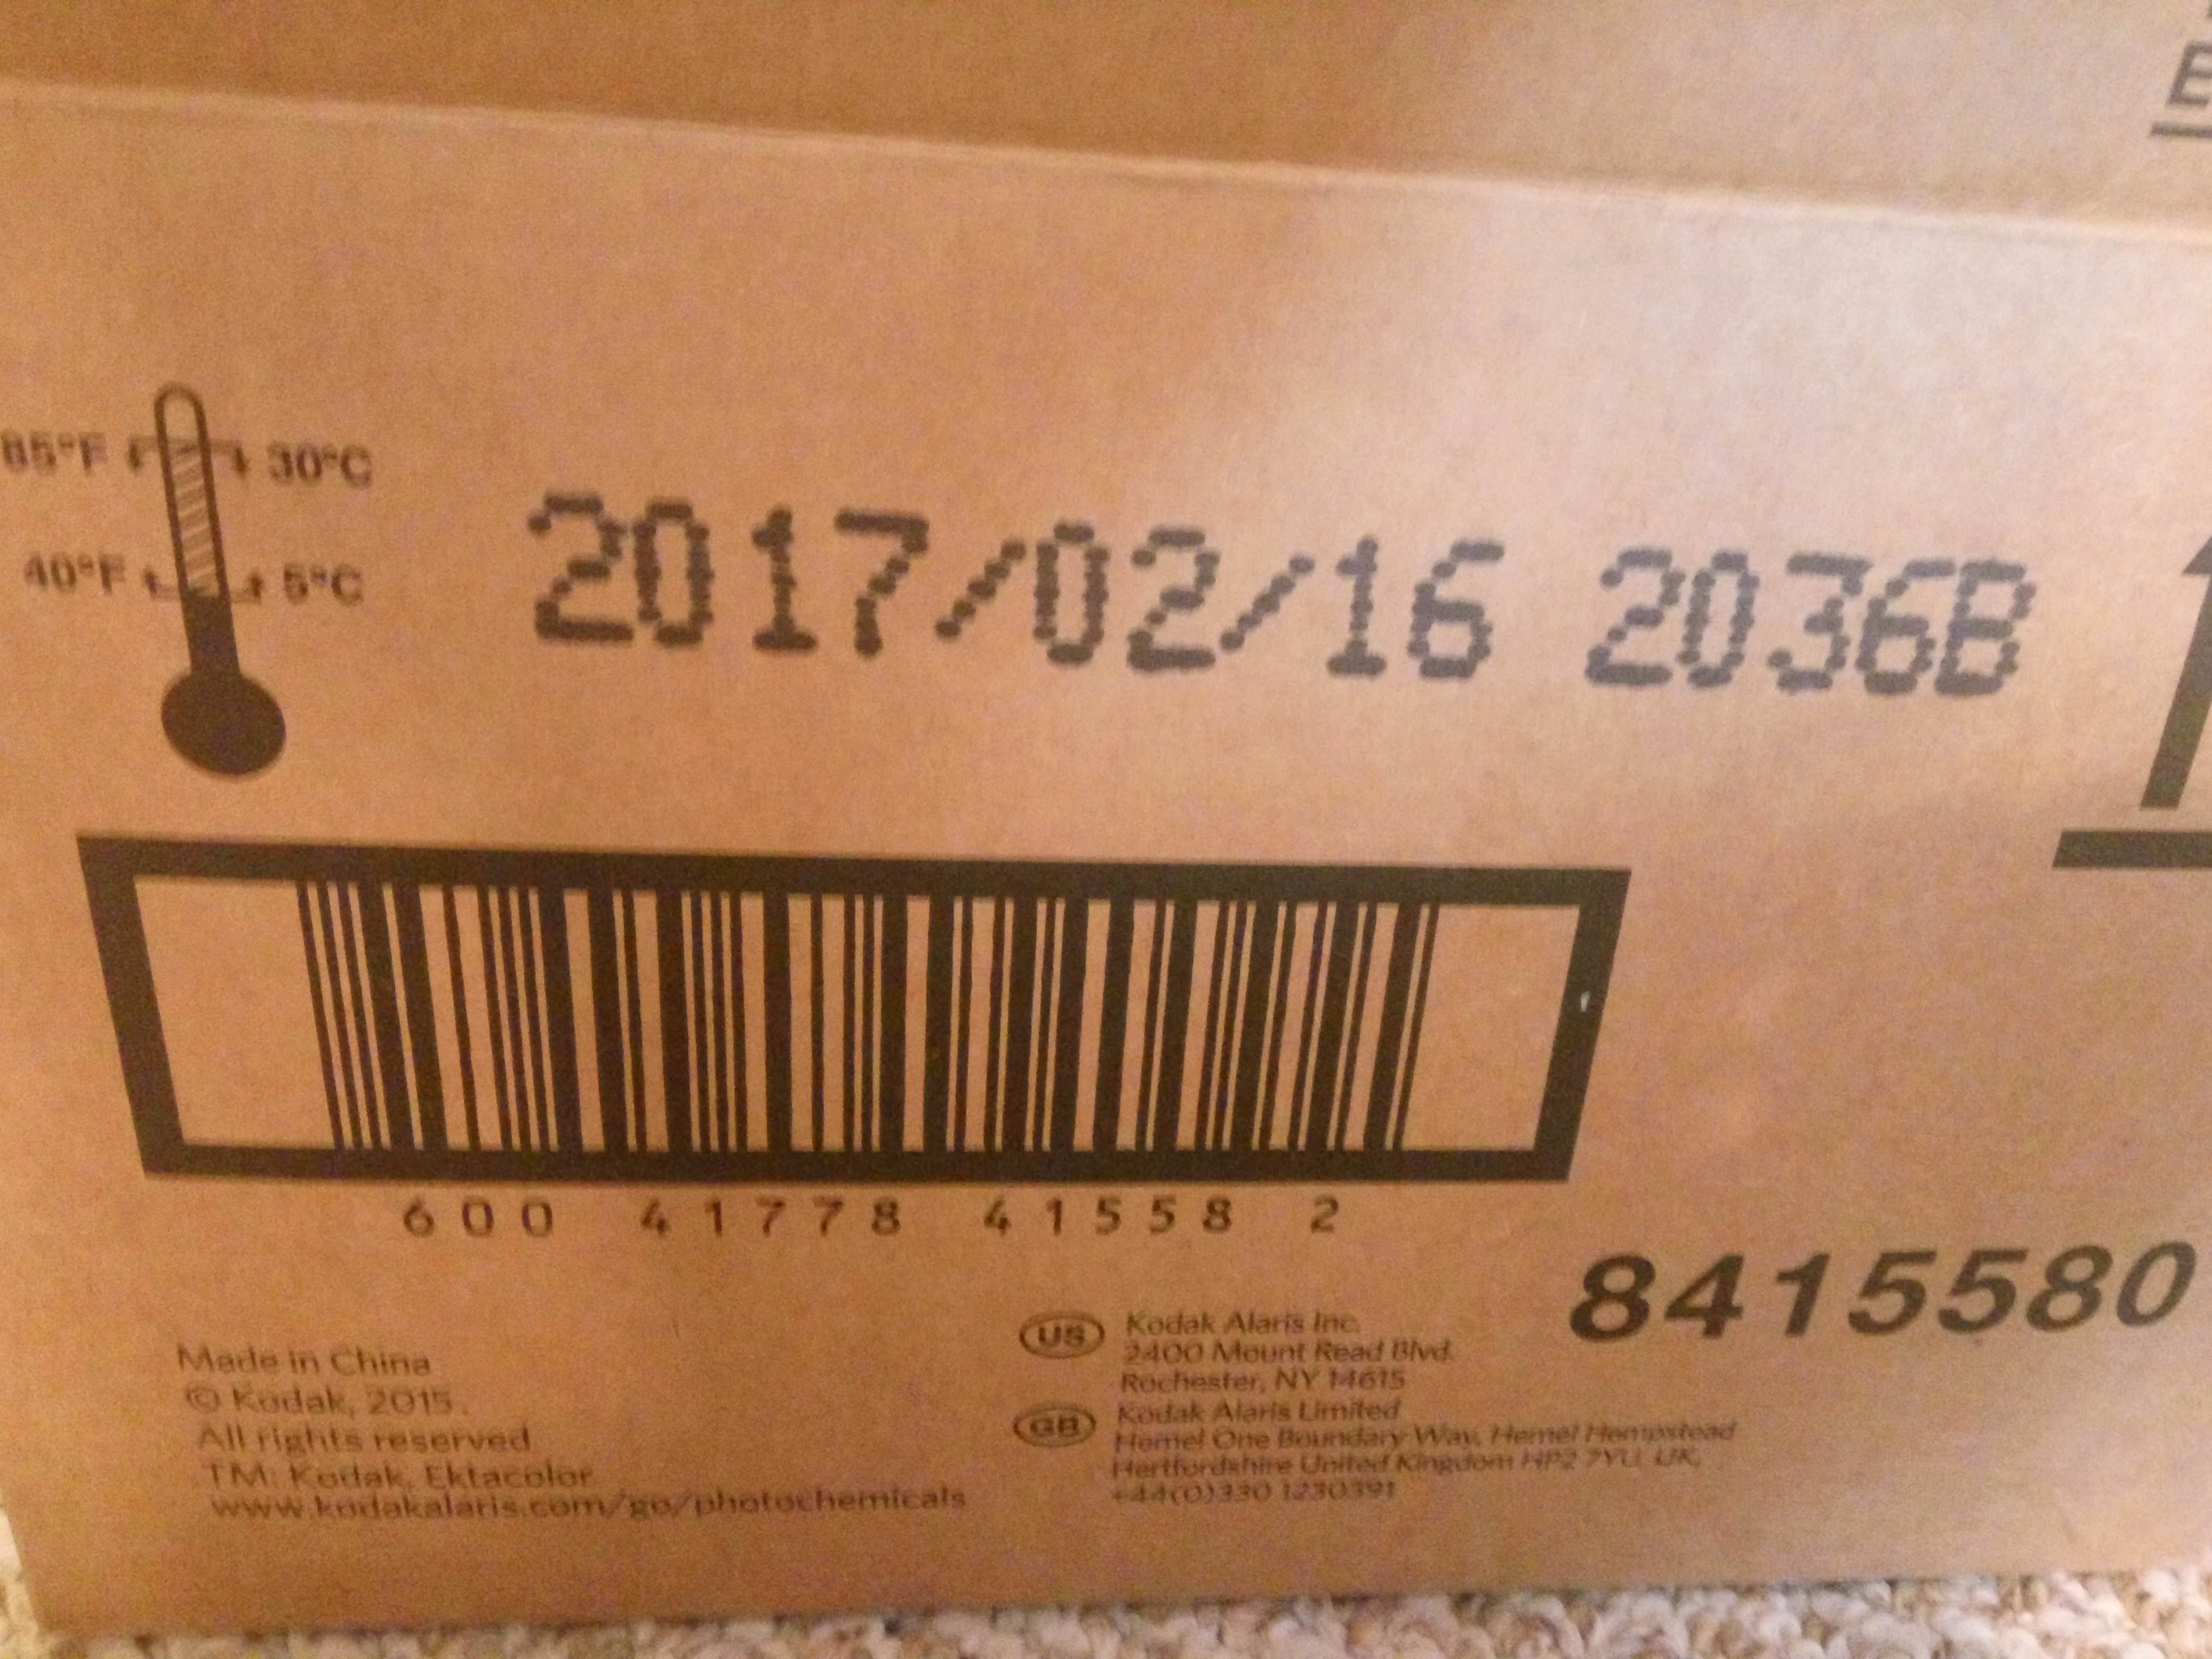 E
85°F 30°C
40°F 5°C
2017/02/16 2036B
600 41778 41558 2
8415580
Made in China
© Kodak, 2015.
All rights reserved
TM: Kodak, Ektacolor
www.kodakalaris.com/go/photochemicals
US Kodak Alaris Inc.
2400 Mount Read Blvd.
Rochester, NY 14615
GB Kodak Alaris Limited
Hemel One Boundary Way, Hemel Hempstead
Hertfordshire United Kingdom HP2 7YU, UK,
+44(0)330 1230391